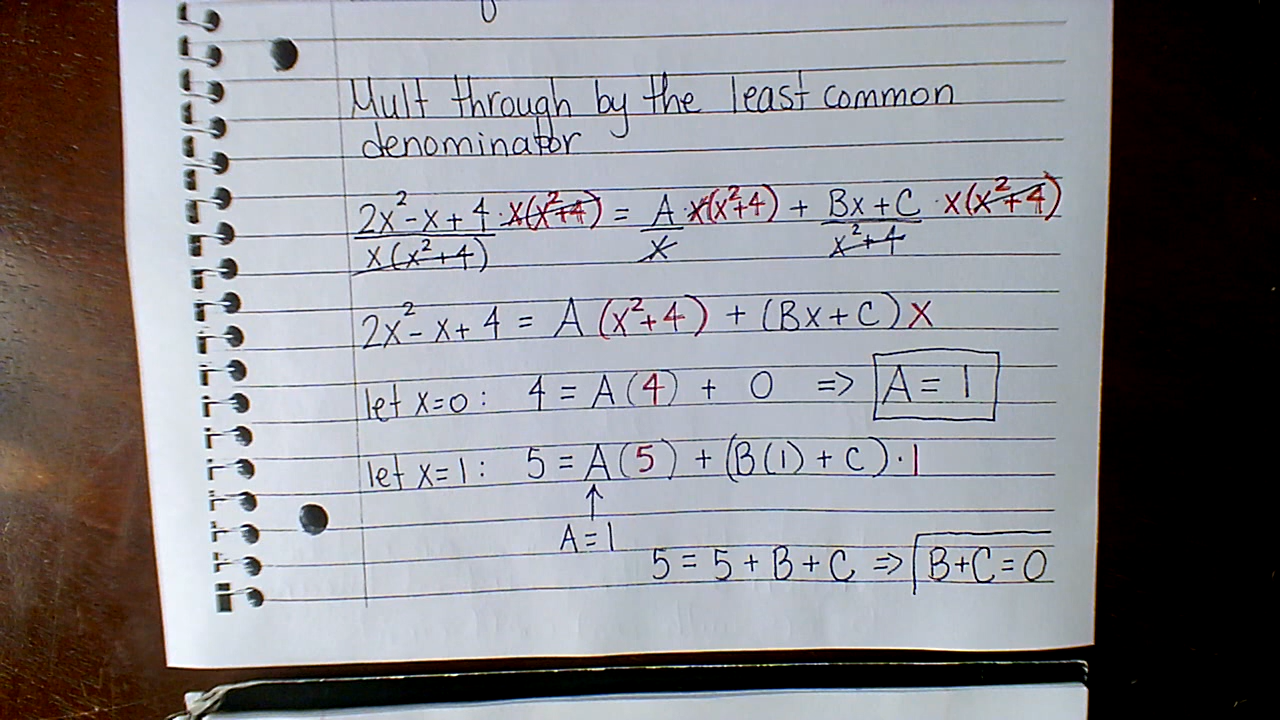 Mult through by the least common
denominator
(2x²-x+4)/(x(x²+4)) · x(x²+4) = A/x · x(x²+4) + (Bx+C)/(x²+4) · x(x²+4)
2x²-x+4 = A(x²+4) + (Bx+C)x
let x=0: 4 = A(4) + 0 => A = 1
let x=1: 5 = A(5) + (B(1) + C)·1
↑
A=1
5 = 5 + B + C => B+C=0